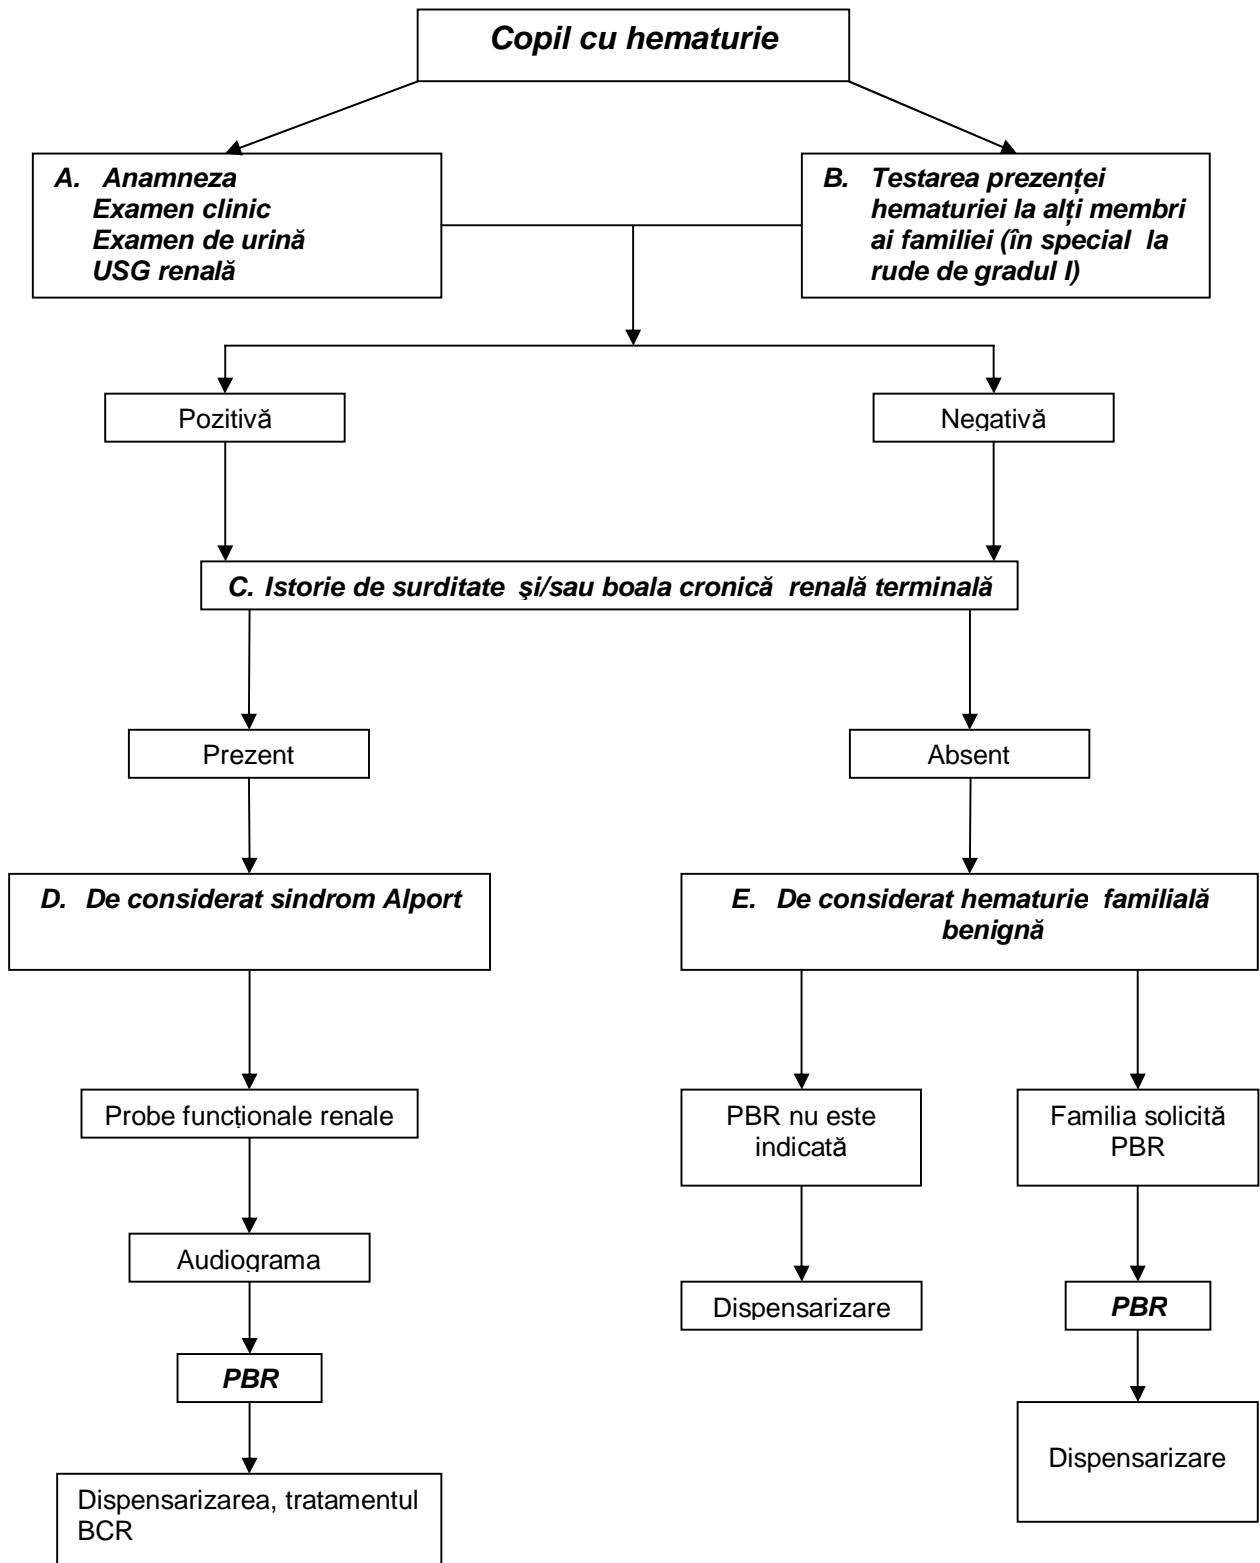 Copil cu hematurie
A. Anamneza
Examen clinic
Examen de urină
USG renală
B. Testarea prezenței
hematuriei la alți membri
ai familiei (în special la
rude de gradul I)
Pozitivă
Negativă
C. Istorie de surditate şi/sau boala cronică renală terminală
Prezent
Absent
D. De considerat sindrom Alport
E. De considerat hematurie familială
benignă
Probe funcționale renale
PBR nu este
indicată
Familia solicită
PBR
Audiograma
Dispensarizare
PBR
PBR
Dispensarizare
Dispensarizarea, tratamentul
BCR